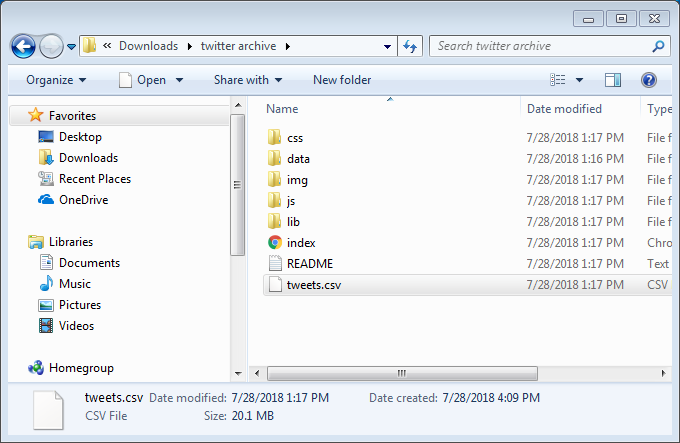 Downloads twitter archive Search twitter archive
Organize Open Share with New folder
Name Date modified Type
Favorites
Desktop
Downloads
Recent Places
OneDrive
Libraries
Documents
Music
Pictures
Videos
Homegroup
css 7/28/2018 1:17 PM File f
data 7/28/2018 1:16 PM File f
img 7/28/2018 1:17 PM File f
js 7/28/2018 1:17 PM File f
lib 7/28/2018 1:17 PM File f
index 7/28/2018 1:17 PM Chro
README 7/28/2018 1:17 PM Text
tweets.csv 7/28/2018 1:17 PM CSV
tweets.csv Date modified: 7/28/2018 1:17 PM Date created: 7/28/2018 4:09 PM
CSV File Size: 20.1 MB